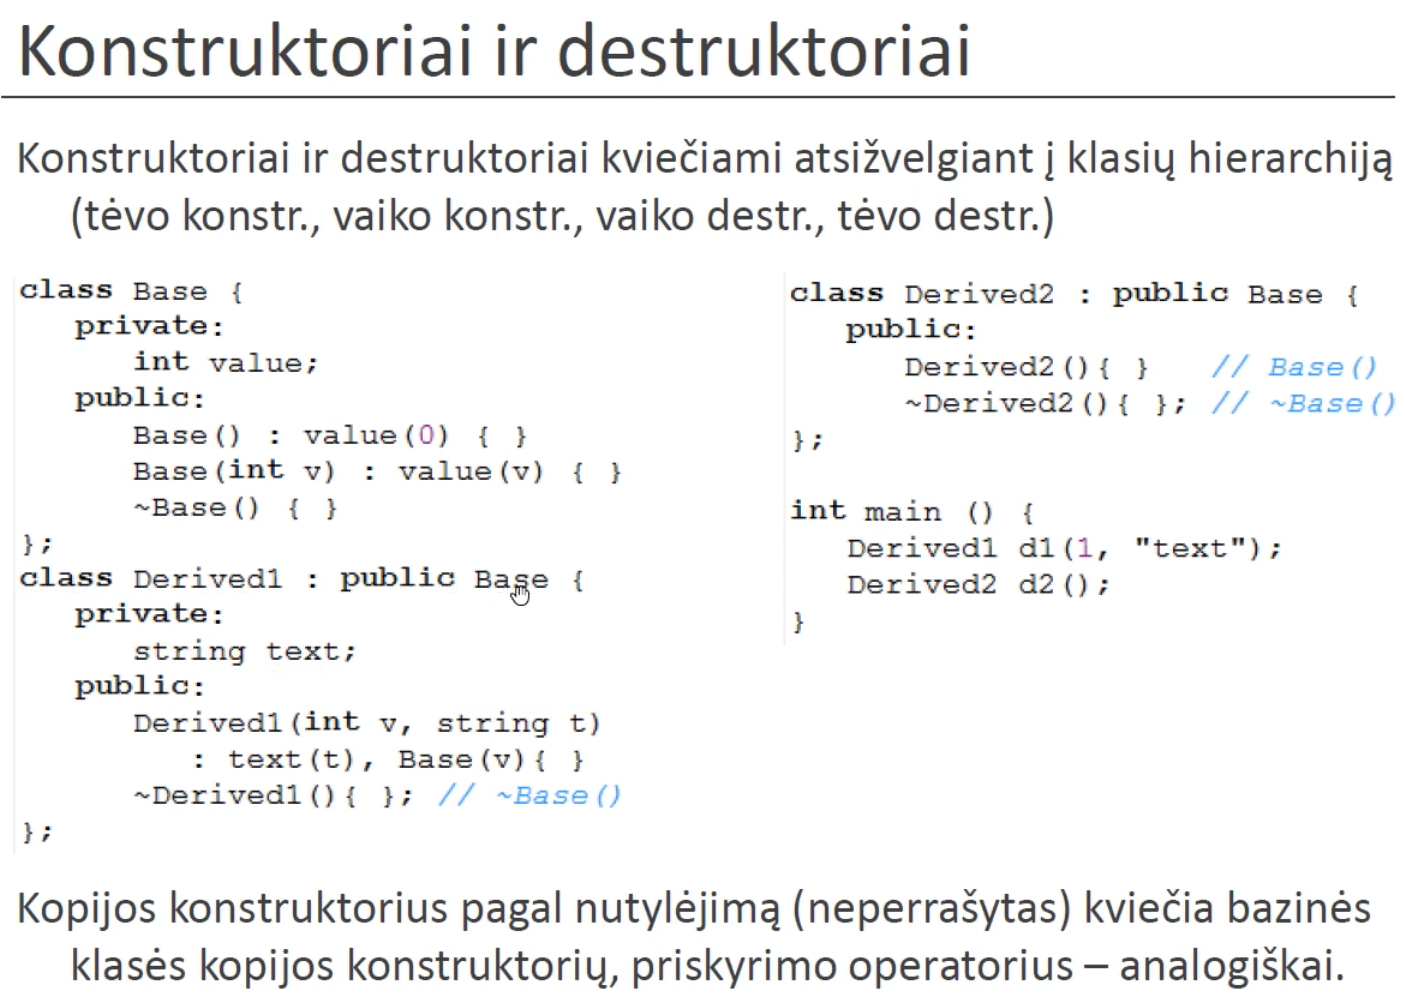 Konstruktoriai ir destruktoriai
Konstruktoriai ir destruktoriai kviečiami atsižvelgiant į klasių hierarchiją
(tėvo konstr., vaiko konstr., vaiko destr., tėvo destr.)
class Base {
private:
int value;
public:
Base() : value(0) { }
Base(int v) : value(v) { }
~Base() { }
};
class Derived1 : public Base {
private:
string text;
public:
Derived1(int v, string t)
: text(t), Base(v){ }
~Derived1(){ }; // ~Base()
};
class Derived2 : public Base {
public:
Derived2(){ } // Base()
~Derived2(){ }; // ~Base()
};
int main () {
Derived1 d1(1, "text");
Derived2 d2();
}
Kopijos konstruktorius pagal nutylėjimą (neperrašytas) kviečia bazinės
klasės kopijos konstruktorių, priskyrimo operatorius – analogiškai.